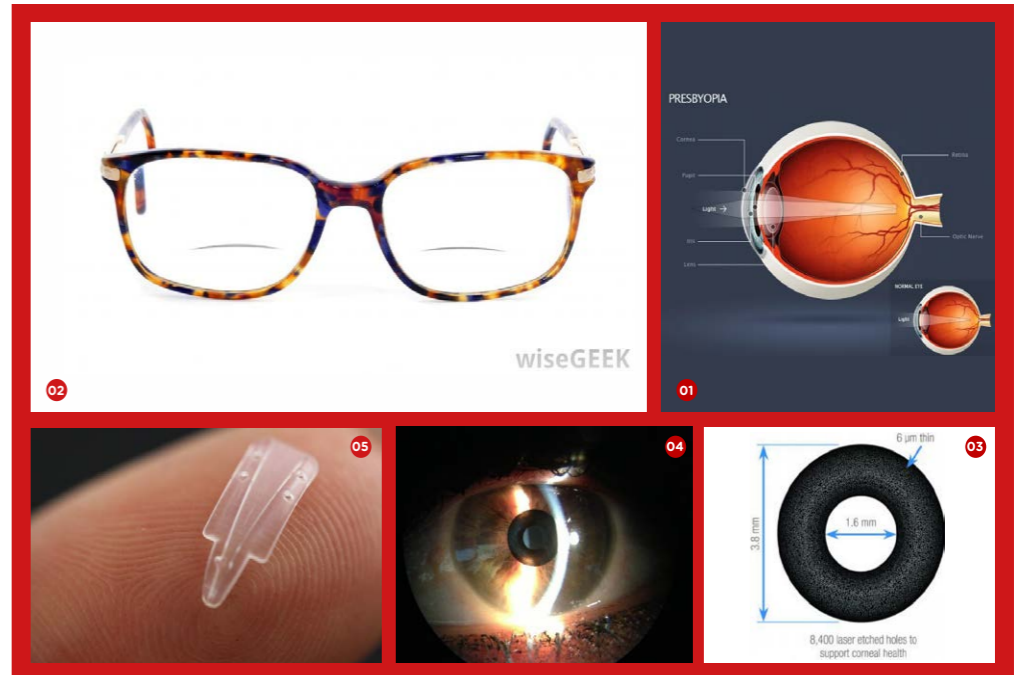 PRESBYOPIA
Cornea
Pupil
Light →
Iris
Lens
Retina
Optic Nerve
NORMAL EYE
Light
wiseGEEK
02
01
05
04
03
6 µm thin
3.8 mm
1.6 mm
8,400 laser etched holes to
support corneal health